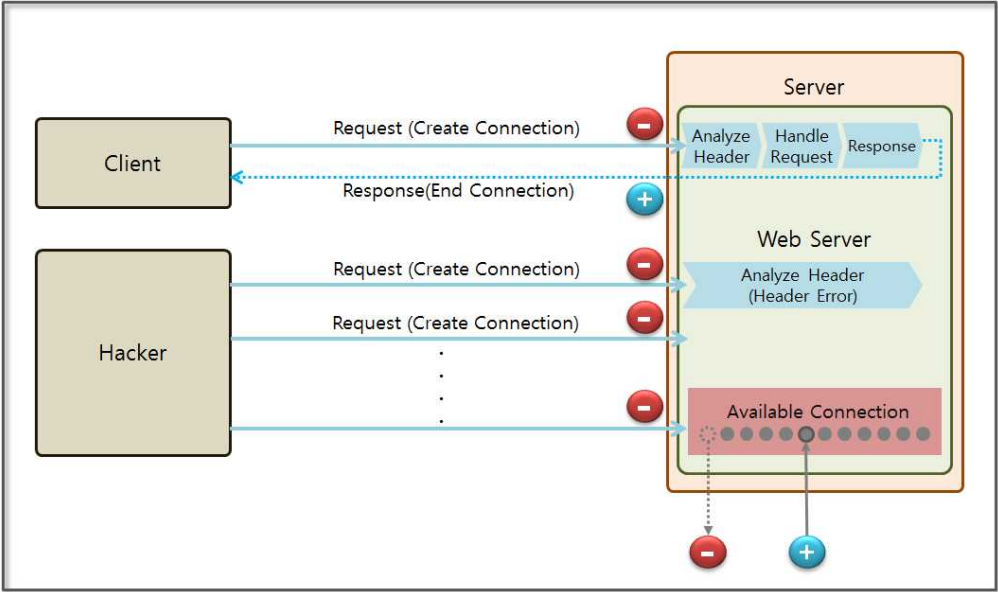 Server
Request (Create Connection)
-
Analyze
Header
Handle
Request
Response
Client
Response(End Connection)
+
Web Server
Request (Create Connection)
-
Analyze Header
(Header Error)
Request (Create Connection)
-
Hacker
-
Available Connection
-
+